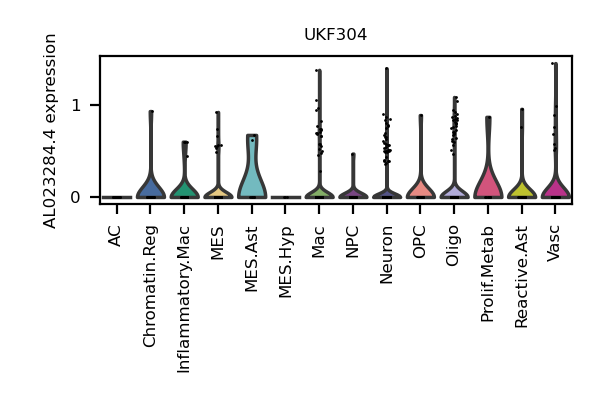 UKF304
AL023284.4 expression
1
0
AC
Chromatin.Reg
Inflammatory.Mac
MES
MES.Ast
MES.Hyp
Mac
NPC
Neuron
OPC
Oligo
Prolif.Metab
Reactive.Ast
Vasc